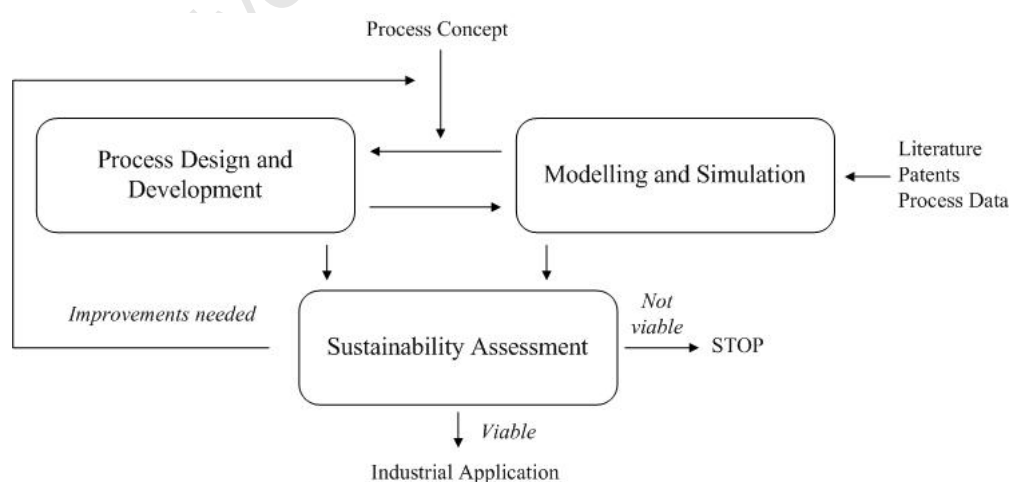 Process Concept
Process Design and
Development
Modelling and Simulation
Literature
Patents
Process Data
Improvements needed
Sustainability Assessment
Not
viable
STOP
Viable
Industrial Application